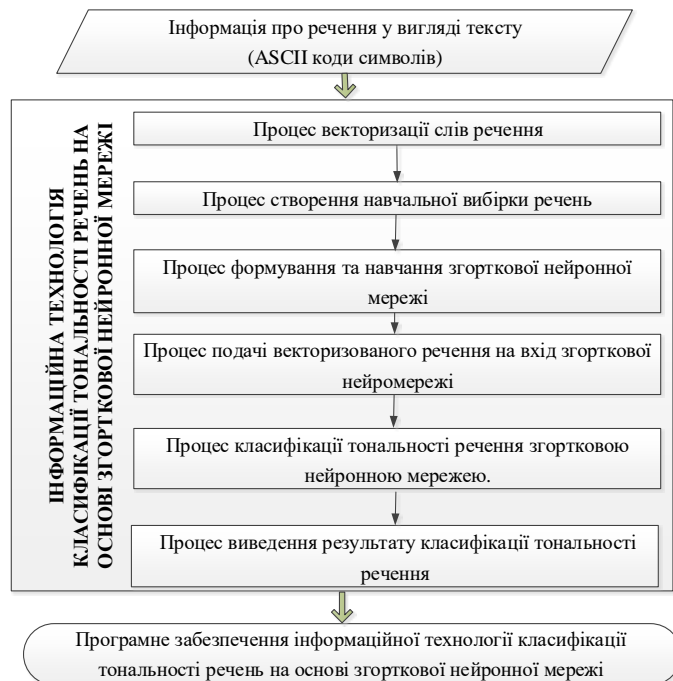 Інформація про речення у вигляді тексту
(ASCII коди символів)
ІНФОРМАЦІЙНА ТЕХНОЛОГІЯ
КЛАСИФІКАЦІЇ ТОНАЛЬНОСТІ РЕЧЕНЬ НА
ОСНОВІ ЗГОРТКОВОЇ НЕЙРОННОЇ МЕРЕЖІ
Процес векторизації слів речення
Процес створення навчальної вибірки речень
Процес формування та навчання згорткової нейронної
мережі
Процес подачі векторизованого речення на вхід згорткової
нейромережі
Процес класифікації тональності речення згортковою
нейронною мережею.
Процес виведення результату класифікації тональності
речення
Програмне забезпечення інформаційної технології класифікації
тональності речень на основі згорткової нейронної мережі